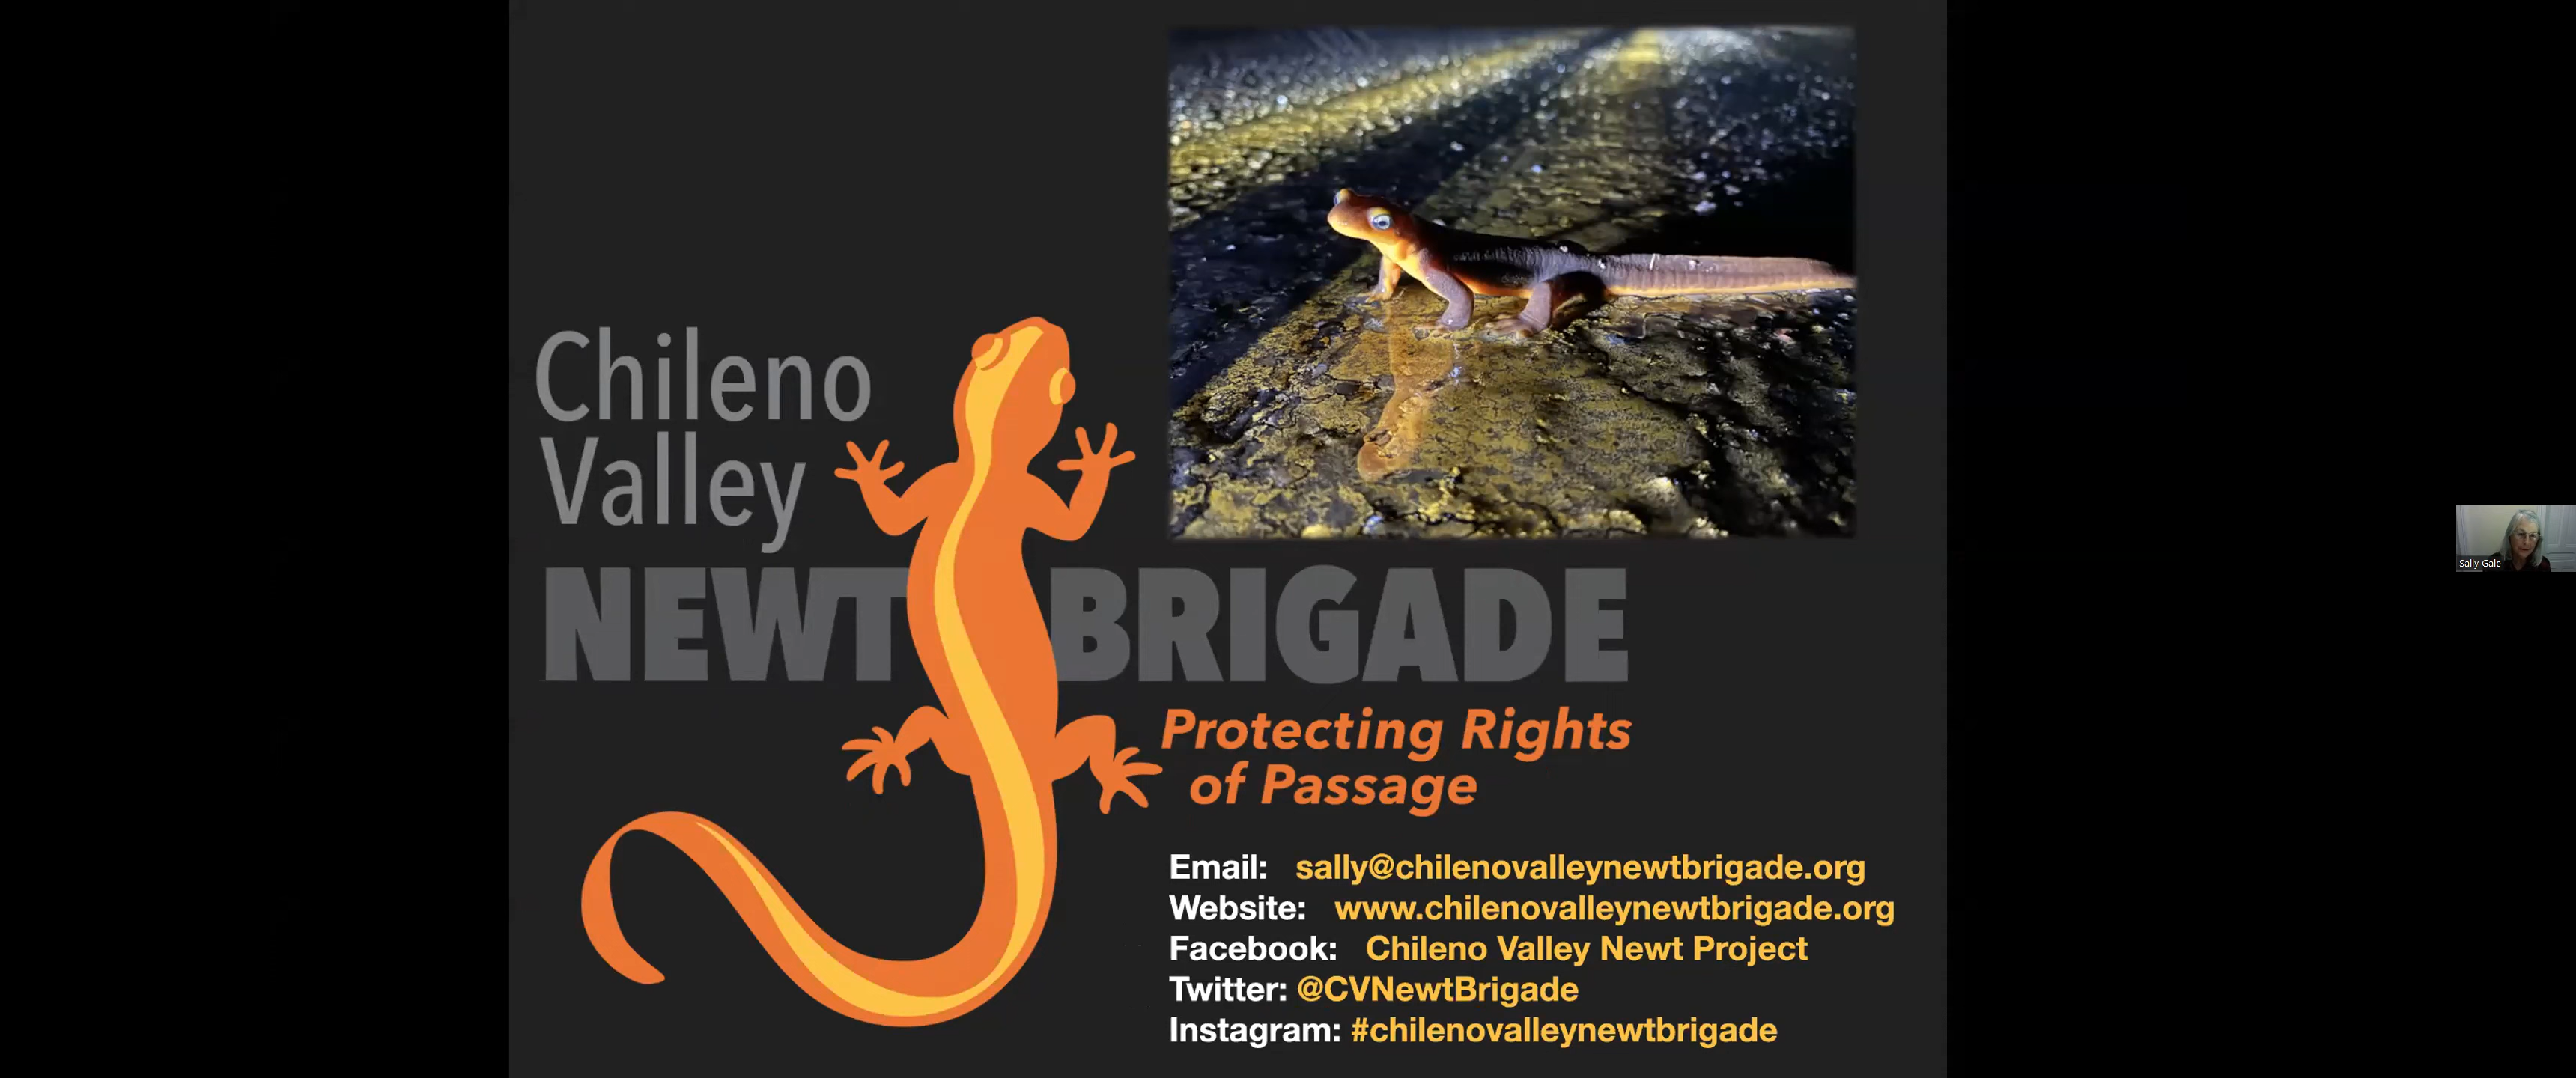 Chileno
Valley
NEWT BRIGADE
Protecting Rights
of Passage
Email: sally@chilenovalleynewtbrigade.org
Website: www.chilenovalleynewtbrigade.org
Facebook: Chileno Valley Newt Project
Twitter: @CVNewtBrigade
Instagram: #chilenovalleynewtbrigade
Sally Gale